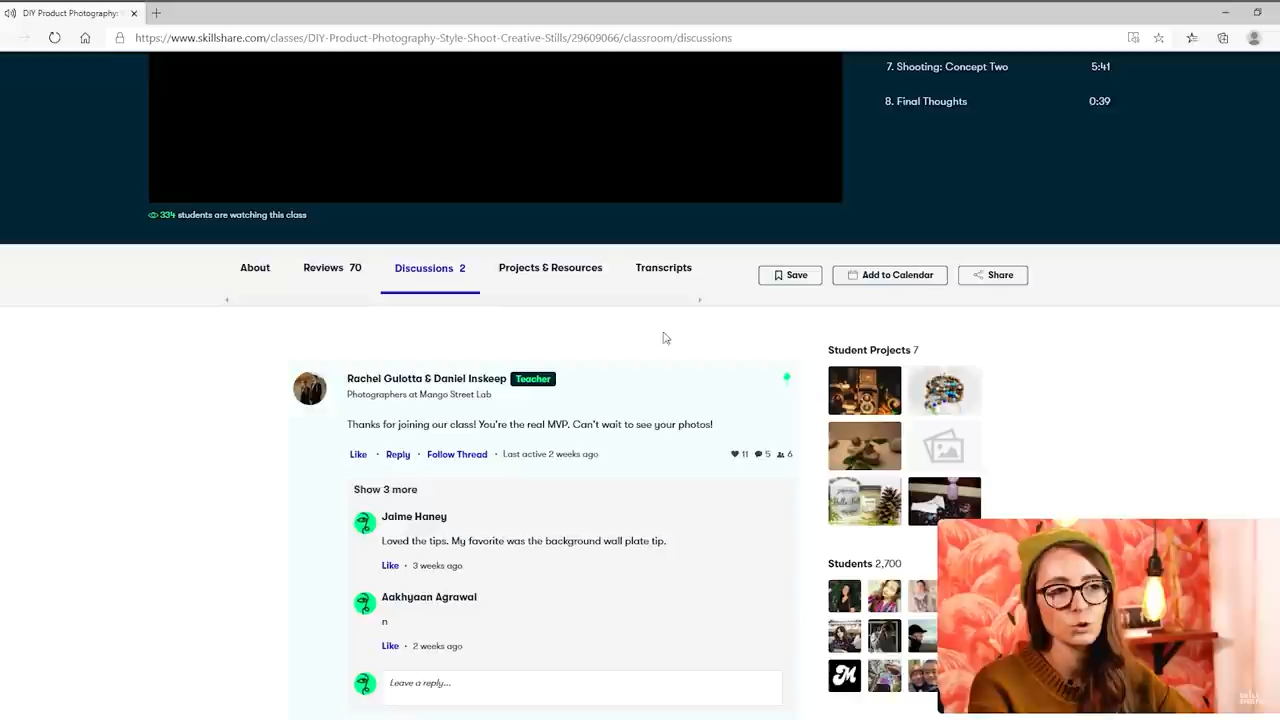 DIY Product Photography:
https://www.skillshare.com/classes/DIY-Product-Photography-Style-Shoot-Creative-Stills/29609066/classroom/discussions
7. Shooting: Concept Two 5:41
8. Final Thoughts 0:39
334 students are watching this class
About Reviews 70 Discussions 2 Projects & Resources Transcripts Save Add to Calendar Share
Student Projects 7
Rachel Gulotta & Daniel Inskeep Teacher
Photographers at Mango Street Lab
Thanks for joining our class! You're the real MVP. Can't wait to see your photos!
Like · Reply · Follow Thread · Last active 2 weeks ago 11 5 6
Show 3 more
Jaime Haney
Loved the tips. My favorite was the background wall plate tip.
Like · 3 weeks ago
Aakhyaan Agrawal
n
Like · 2 weeks ago
Leave a reply...
Students 2,700
M
SKILL
SHARE